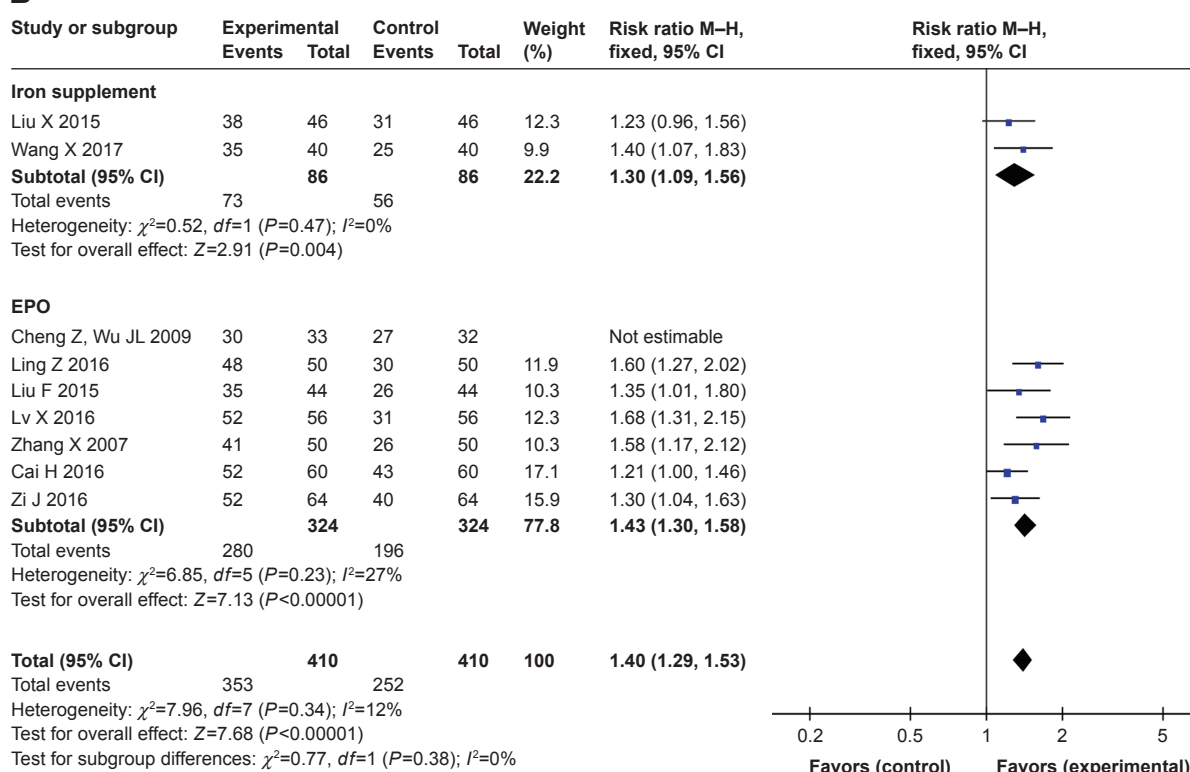 Study or subgroup Experimental Control Weight Risk ratio M–H, Risk ratio M–H,
Events Total Events Total (%) fixed, 95% CI fixed, 95% CI
Iron supplement
Liu X 2015 38 46 31 46 12.3 1.23 (0.96, 1.56)
Wang X 2017 35 40 25 40 9.9 1.40 (1.07, 1.83)
Subtotal (95% CI) 86 86 22.2 1.30 (1.09, 1.56)
Total events 73 56
Heterogeneity: χ²=0.52, df=1 (P=0.47); I²=0%
Test for overall effect: Z=2.91 (P=0.004)
EPO
Cheng Z, Wu JL 2009 30 33 27 32 Not estimable
Ling Z 2016 48 50 30 50 11.9 1.60 (1.27, 2.02)
Liu F 2015 35 44 26 44 10.3 1.35 (1.01, 1.80)
Lv X 2016 52 56 31 56 12.3 1.68 (1.31, 2.15)
Zhang X 2007 41 50 26 50 10.3 1.58 (1.17, 2.12)
Cai H 2016 52 60 43 60 17.1 1.21 (1.00, 1.46)
Zi J 2016 52 64 40 64 15.9 1.30 (1.04, 1.63)
Subtotal (95% CI) 324 324 77.8 1.43 (1.30, 1.58)
Total events 280 196
Heterogeneity: χ²=6.85, df=5 (P=0.23); I²=27%
Test for overall effect: Z=7.13 (P<0.00001)
Total (95% CI) 410 410 100 1.40 (1.29, 1.53)
Total events 353 252
Heterogeneity: χ²=7.96, df=7 (P=0.34); I²=12%
Test for overall effect: Z=7.68 (P<0.00001)
Test for subgroup differences: χ²=0.77, df=1 (P=0.38); I²=0%
0.2 0.5 1 2 5
Favors (control) Favors (experimental)